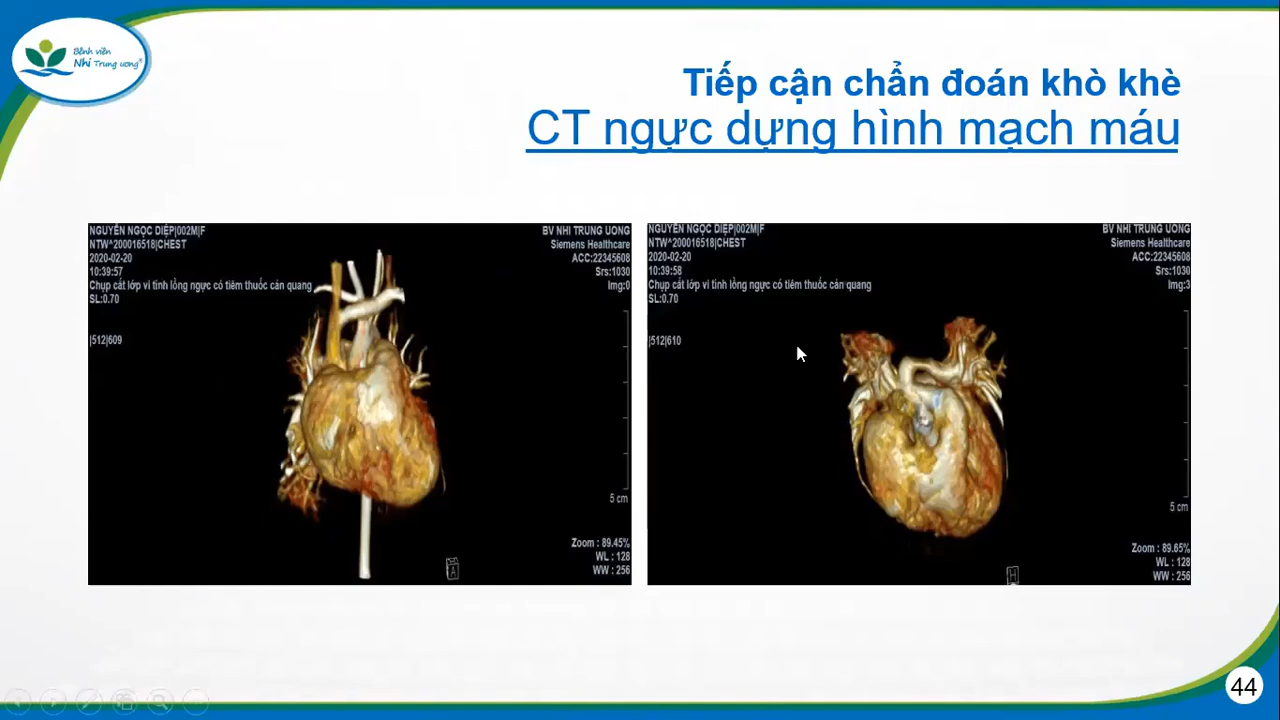 Bệnh viện
Nhi Trung ương®
Tiếp cận chẩn đoán khò khè
CT ngực dựng hình mạch máu
NGUYỄN NGỌC DIỆP|002M|F
NTW^200016518|CHEST
2020-02-20
10:39:57
Chụp cắt lớp vi tính lồng ngực có tiêm thuốc cản quang
SL:0.70
|512|609
BV NHI TRUNG UONG
Siemens Healthcare
ACC:22345608
Srs:1030
Img:0
5 cm
Zoom : 89.45%
WL : 128
WW : 256
A
NGUYỄN NGỌC DIỆP|002M|F
NTW^200016518|CHEST
2020-02-20
10:39:58
Chụp cắt lớp vi tính lồng ngực có tiêm thuốc cản quang
SL:0.70
|512|610
BV NHI TRUNG UONG
Siemens Healthcare
ACC:22345608
Srs:1030
Img:3
5 cm
Zoom : 89.65%
WL : 128
WW : 256
H
44